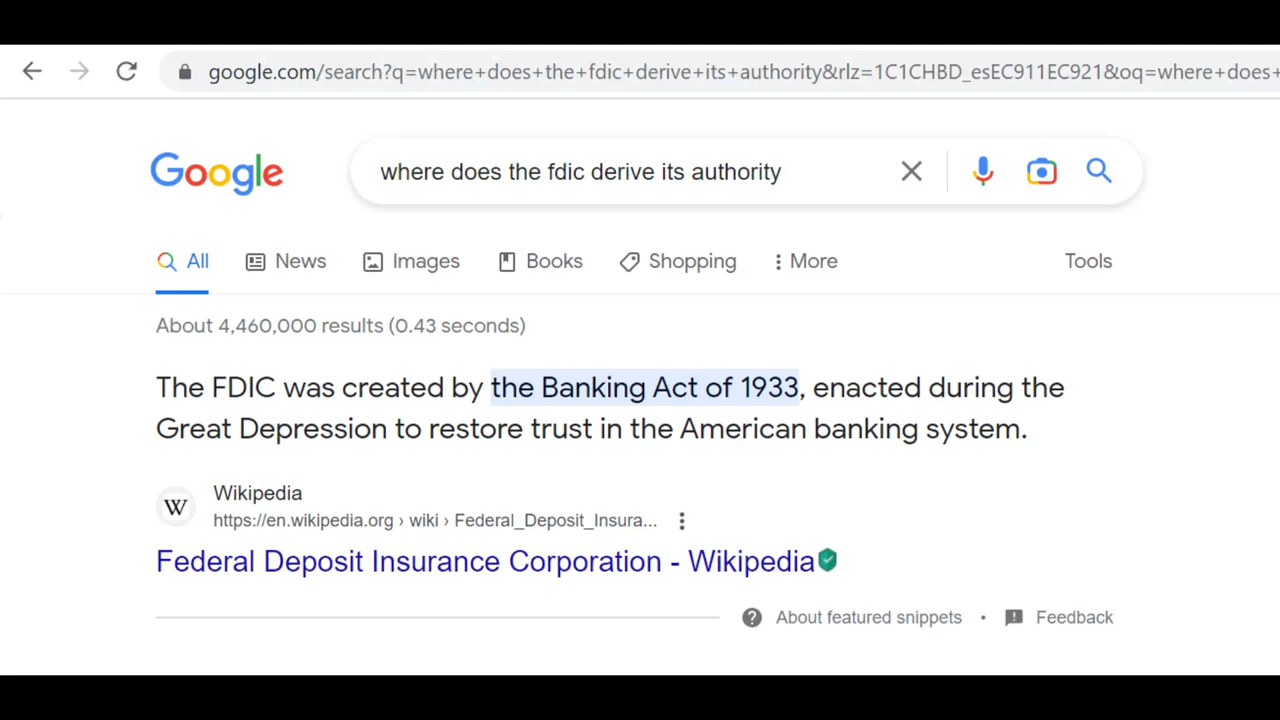 google.com/search?q=where+does+the+fdic+derive+its+authority&rlz=1C1CHBD_esEC911EC921&oq=where+does+
Google
where does the fdic derive its authority
All News Images Books Shopping More Tools
About 4,460,000 results (0.43 seconds)
The FDIC was created by the Banking Act of 1933, enacted during the
Great Depression to restore trust in the American banking system.
W
Wikipedia
https://en.wikipedia.org › wiki › Federal_Deposit_Insura...
Federal Deposit Insurance Corporation - Wikipedia
About featured snippets • Feedback